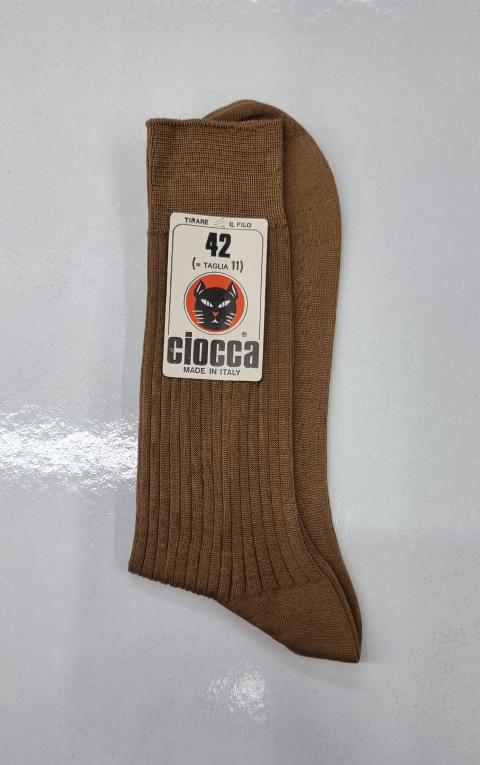 TIRARE IL FILO
42
(= TAGLIA 11)
ciocca ®
MADE IN ITALY